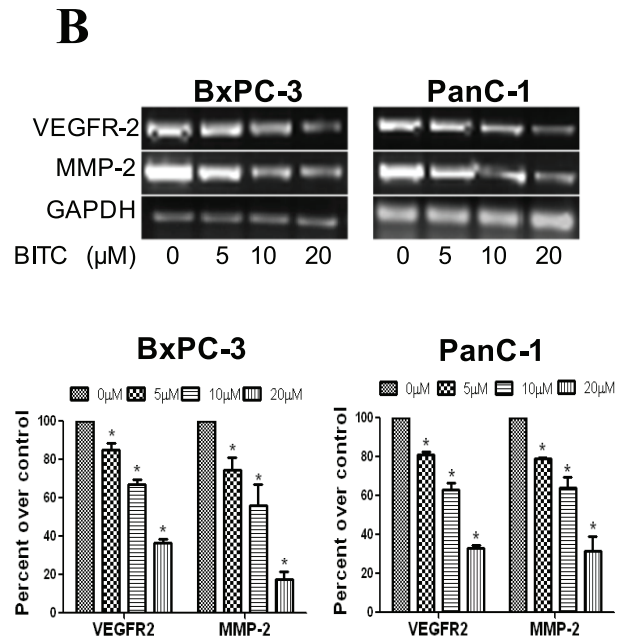 B
BxPC-3 PanC-1
VEGFR-2
MMP-2
GAPDH
BITC (µM) 0 5 10 20 0 5 10 20
BxPC-3 PanC-1
0µM 5µM 10µM 20µM 0µM 5µM 10µM 20µM
Percent over control
100
80
60
40
20
0
* * * * * *
VEGFR2 MMP-2
Percent over control
100
80
60
40
20
0
* * * * * *
VEGFR2 MMP-2